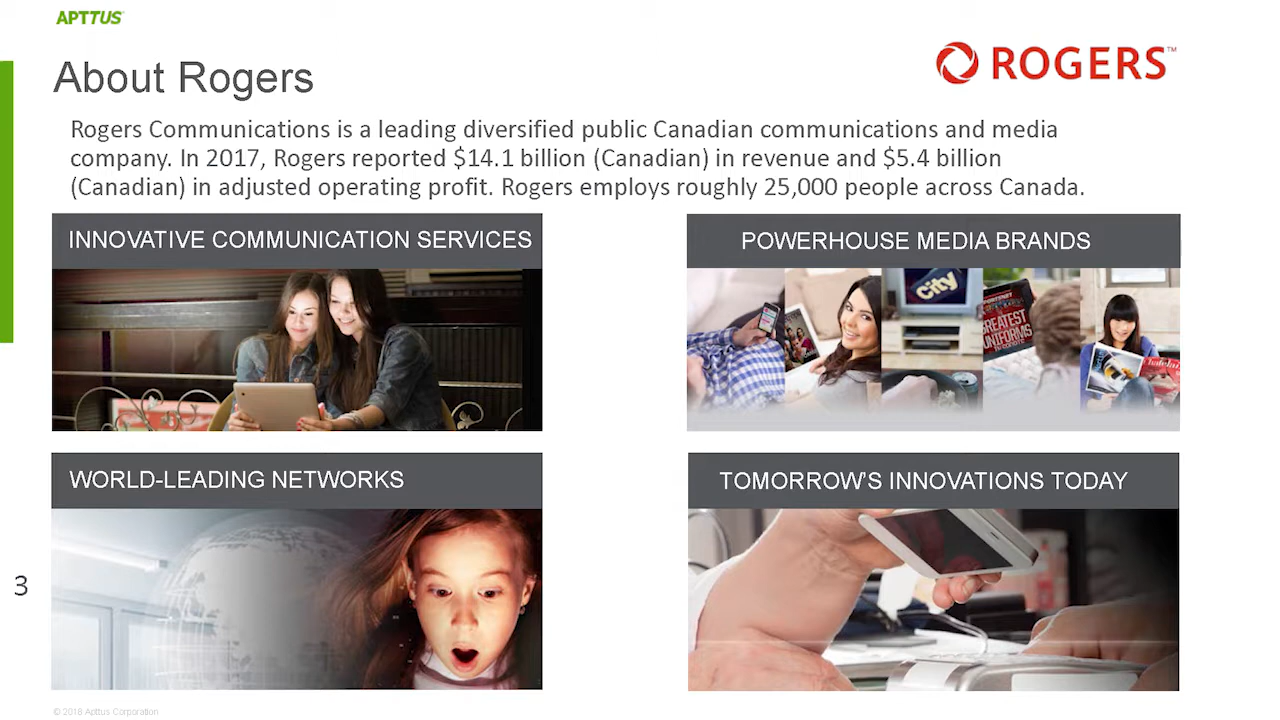 APTTUS
About Rogers
ROGERS™
Rogers Communications is a leading diversified public Canadian communications and media
company. In 2017, Rogers reported $14.1 billion (Canadian) in revenue and $5.4 billion
(Canadian) in adjusted operating profit. Rogers employs roughly 25,000 people across Canada.
INNOVATIVE COMMUNICATION SERVICES
POWERHOUSE MEDIA BRANDS
City
GREATEST
UNIFORMS
WORLD-LEADING NETWORKS
TOMORROW’S INNOVATIONS TODAY
3
© 2018 Apttus Corporation